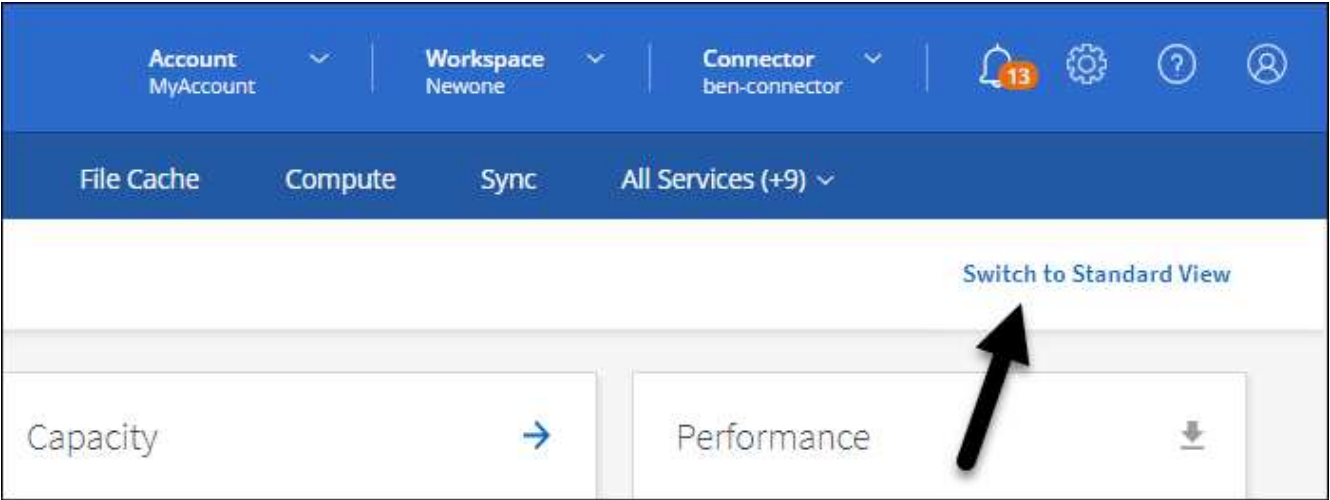 Account
MyAccount
Workspace
Newone
Connector
ben-connector
13
?
File Cache
Compute
Sync
All Services (+9)
Switch to Standard View
Capacity
Performance